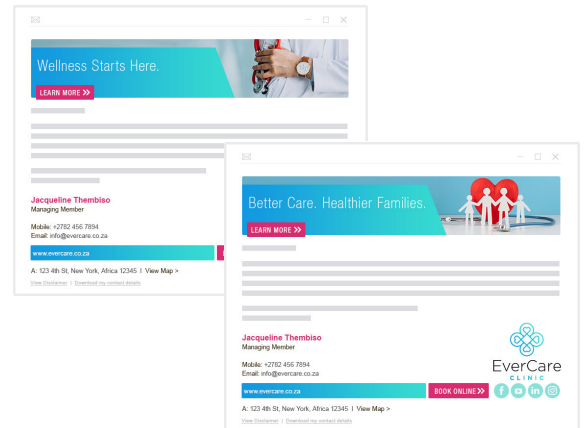 Wellness Starts Here.
LEARN MORE >>
Jacqueline Thembiso
Managing Member
Mobile: +2782 456 7894
Email: info@evercare.co.za
www.evercare.co.za
A: 123 4th St, New York, Africa 12345 I View Map >
View Disclaimer | Download my contact details
Better Care. Healthier Families.
LEARN MORE >>
Jacqueline Thembiso
Managing Member
Mobile: +2782 456 7894
Email: info@evercare.co.za
EverCare
CLINIC
www.evercare.co.za BOOK ONLINE >>
A: 123 4th St, New York, Africa 12345 I View Map >
View Disclaimer | Download my contact details